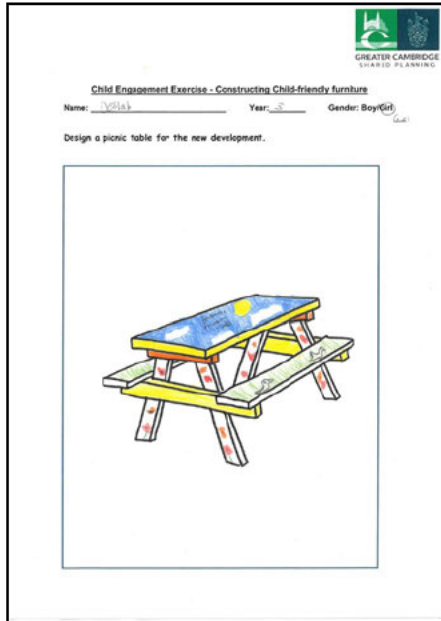 GREATER CAMBRIDGE
SHARED PLANNING
Child Engagement Exercise - Constructing Child-friendly furniture
Name: Year: 5 Gender: Boy/Girl
Design a picnic table for the new development.